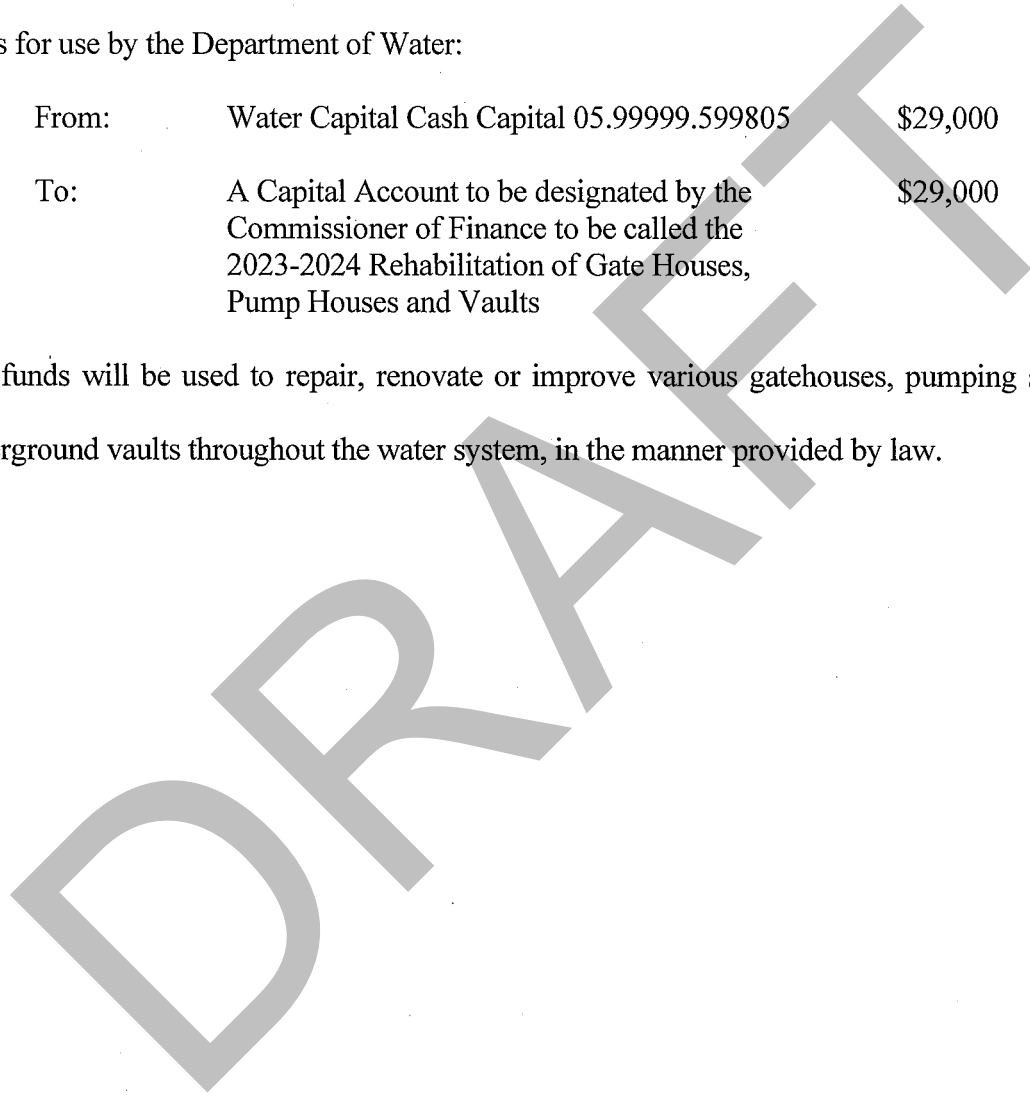 s for use by the Department of Water:
From: Water Capital Cash Capital 05.99999.599805 $29,000
To: A Capital Account to be designated by the $29,000
Commissioner of Finance to be called the
2023-2024 Rehabilitation of Gate Houses,
Pump Houses and Vaults
funds will be used to repair, renovate or improve various gatehouses, pumping
rground vaults throughout the water system, in the manner provided by law.
DRAFT